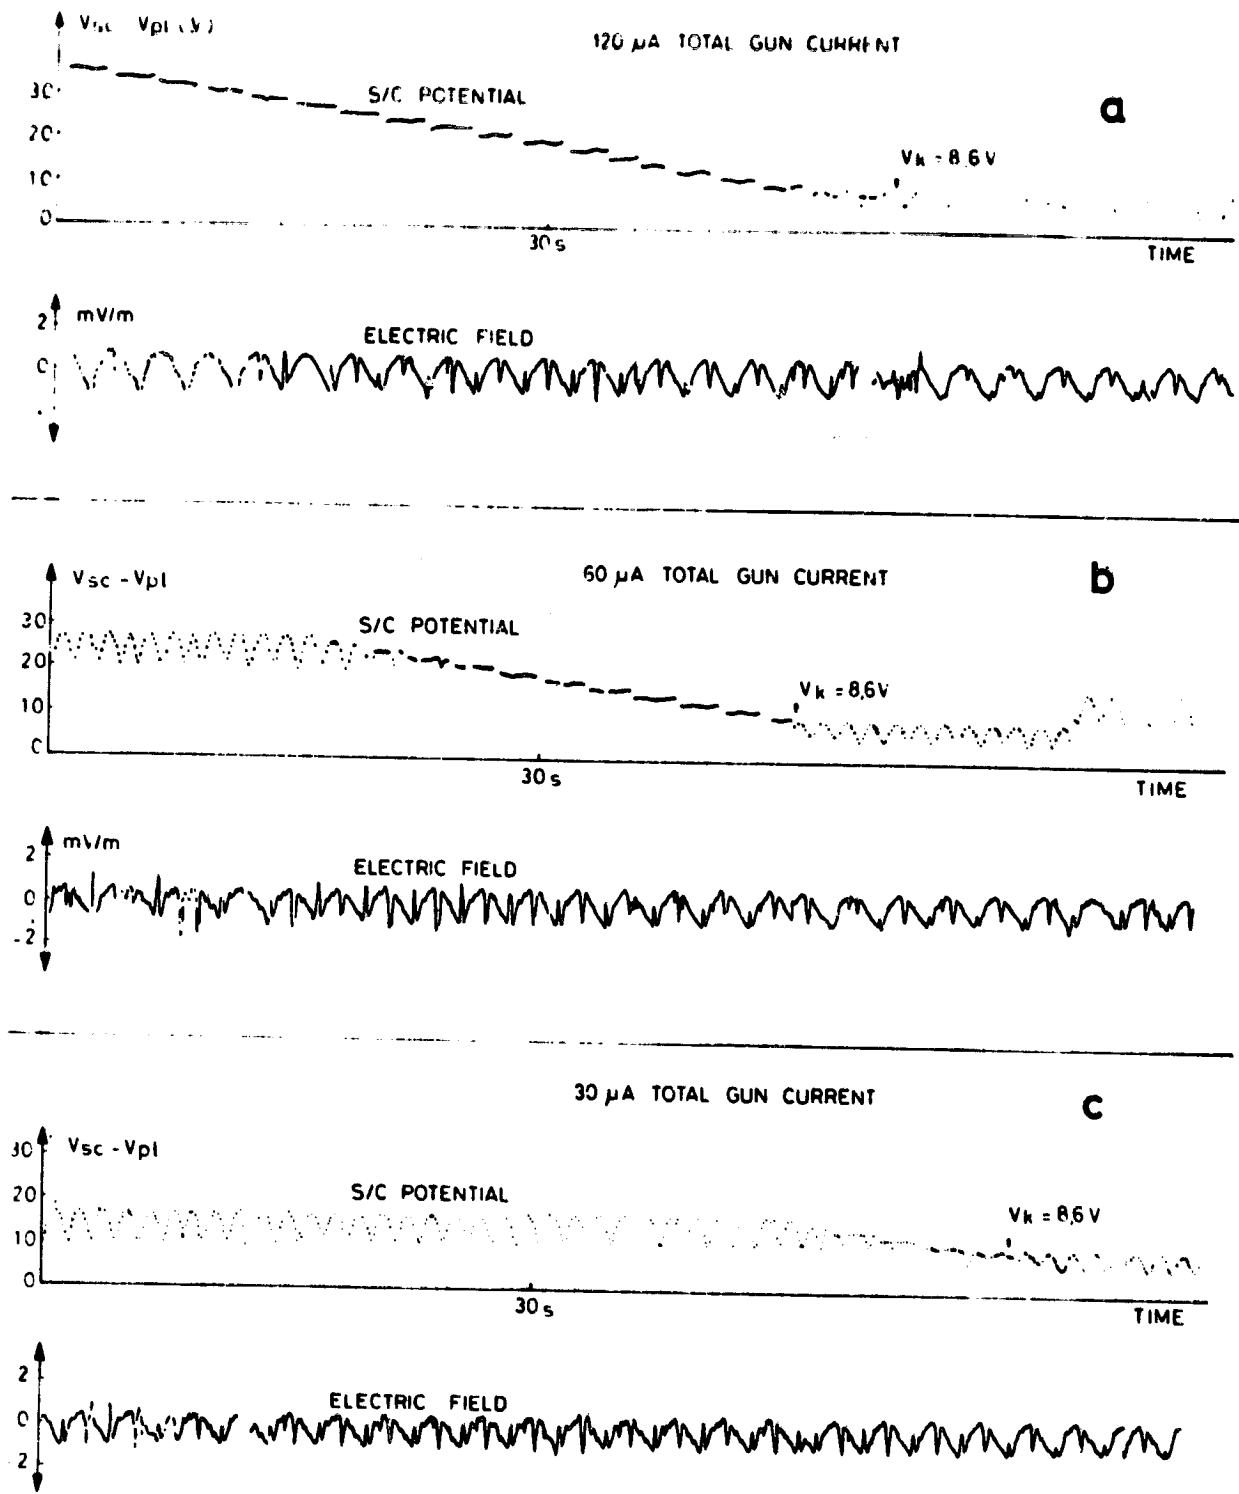 Vsc Vpl (V)
120 μA TOTAL GUN CURRENT
a
S/C POTENTIAL
30
20
10
0
Vk = 8.6 V
30 s
TIME
mV/m
2
0
ELECTRIC FIELD
Vsc - Vpl
60 μA TOTAL GUN CURRENT
b
30
20
10
0
S/C POTENTIAL
Vk = 8,6V
30 s
TIME
mV/m
2
0
-2
ELECTRIC FIELD
30 μA TOTAL GUN CURRENT
c
Vsc - Vpl
30
20
10
0
S/C POTENTIAL
Vk = 8,6 V
30 s
TIME
2
0
2
ELECTRIC FIELD